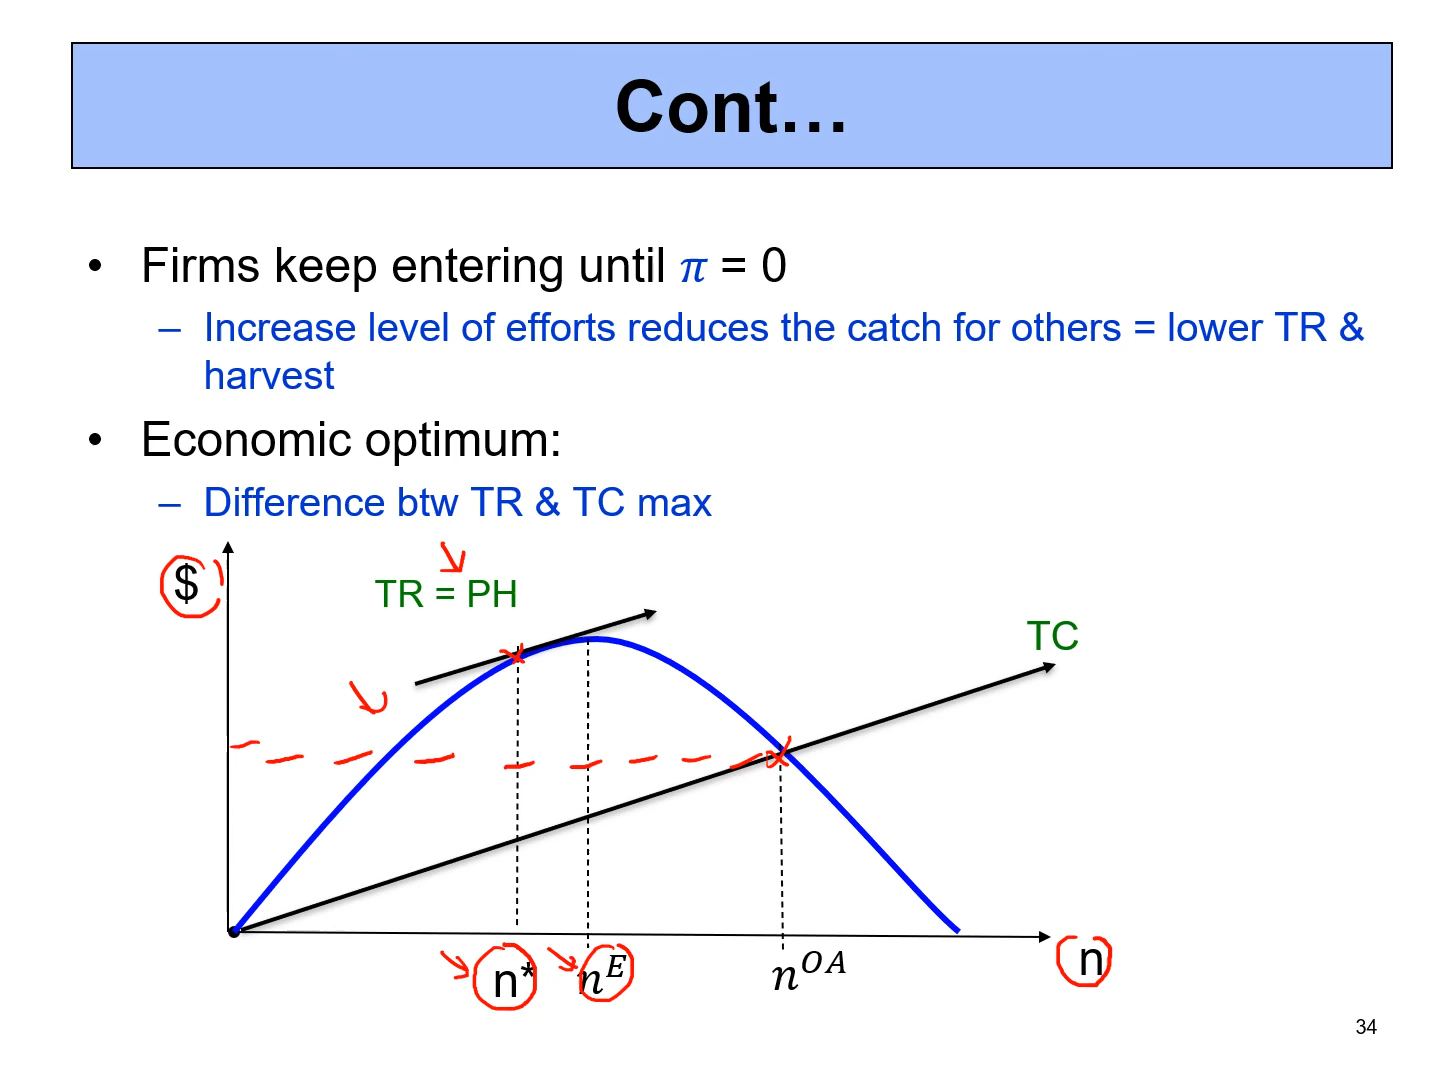 Cont…
• Firms keep entering until π = 0
– Increase level of efforts reduces the catch for others = lower TR &
harvest
• Economic optimum:
– Difference btw TR & TC max
$
TR = PH
TC
n*
n^E
n^OA
n
34